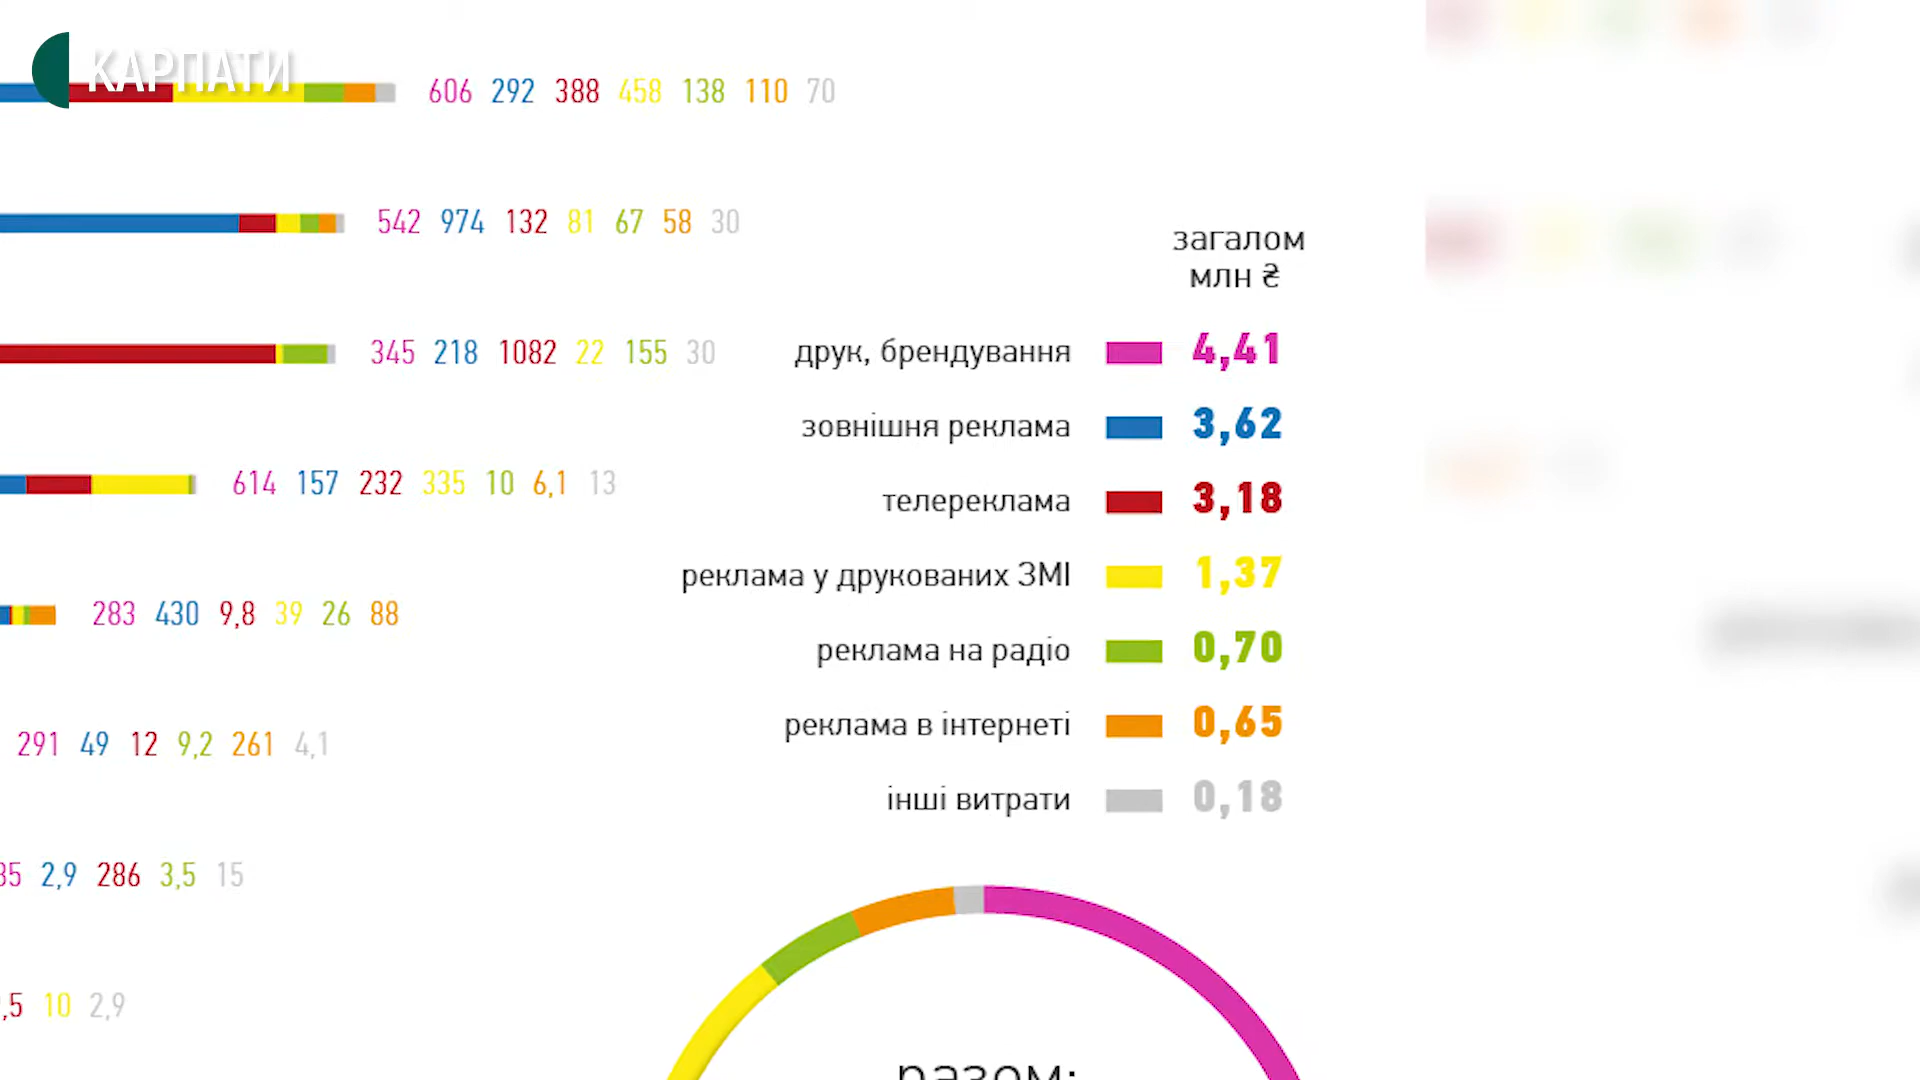 КАРПАТИ
606 292 388 458 138 110 70
542 974 132 81 67 58 30
345 218 1082 22 155 30
614 157 232 335 10 6,1 13
283 430 9,8 39 26 88
291 49 12 9,2 261 4,1
2,9 286 3,5 15
10 2,9
загалом
млн ₴
друк, брендування 4,41
зовнішня реклама 3,62
телереклама 3,18
реклама у друкованих ЗМІ 1,37
реклама на радіо 0,70
реклама в інтернеті 0,65
інші витрати 0,18
разом: